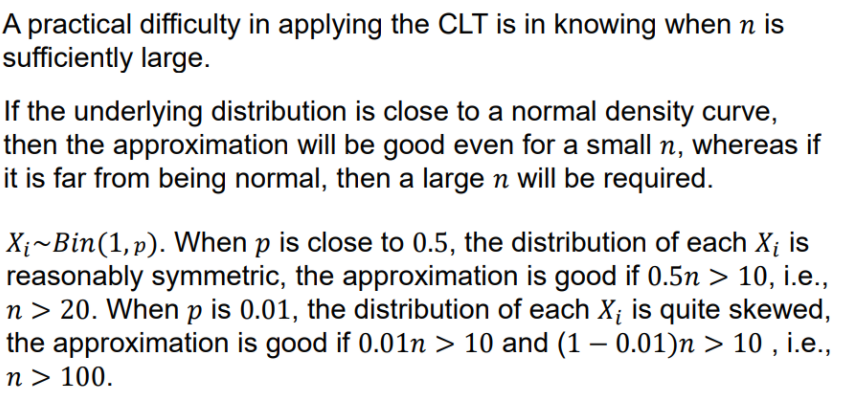 A practical difficulty in applying the CLT is in knowing when n is
sufficiently large.
If the underlying distribution is close to a normal density curve,
then the approximation will be good even for a small n, whereas if
it is far from being normal, then a large n will be required.
Xᵢ~Bin(1, p). When p is close to 0.5, the distribution of each Xᵢ is
reasonably symmetric, the approximation is good if 0.5n > 10, i.e.,
n > 20. When p is 0.01, the distribution of each Xᵢ is quite skewed,
the approximation is good if 0.01n > 10 and (1 − 0.01)n > 10 , i.e.,
n > 100.